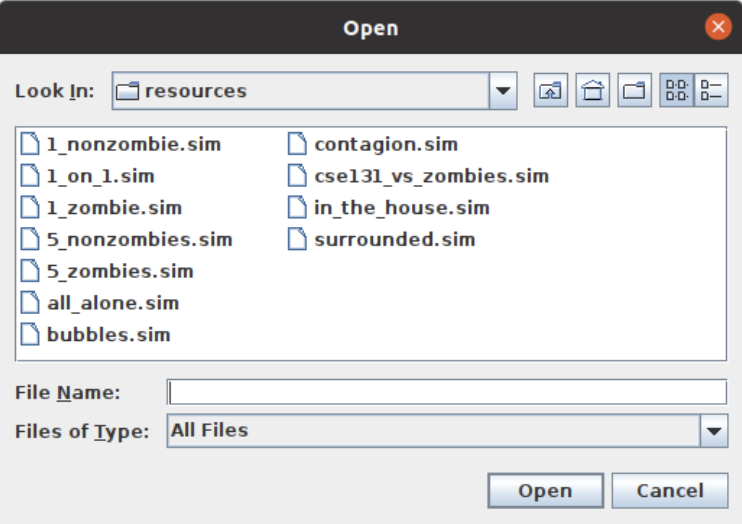 Open
Look In: resources
1_nonzombie.sim
1_on_1.sim
1_zombie.sim
5_nonzombies.sim
5_zombies.sim
all_alone.sim
bubbles.sim
contagion.sim
cse131_vs_zombies.sim
in_the_house.sim
surrounded.sim
File Name:
Files of Type: All Files
Open Cancel